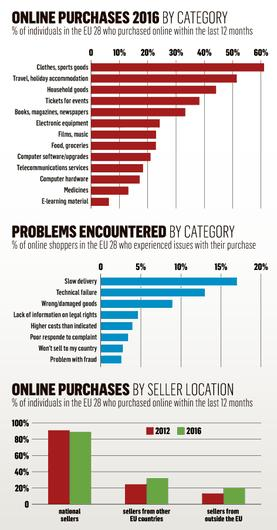 ONLINE PURCHASES 2016 BY CATEGORY
% of individuals in the EU 28 who purchased online within the last 12 months
0 10% 20% 30% 40% 50% 60%
Clothes, sports goods
Travel, holiday accommodation
Household goods
Tickets for events
Books, magazines, newspapers
Electronic equipment
Films, music
Food, groceries
Computer software/upgrades
Telecommunications services
Computer hardware
Medicines
E-learning material
PROBLEMS ENCOUNTERED BY CATEGORY
% of online shoppers in the EU 28 who experienced issues with their purchase
0 5% 10% 15% 20%
Slow delivery
Technical failure
Wrong/damaged goods
Lack of information on legal rights
Higher costs than indicated
Poor responde to complaint
Won't sell to my country
Problem with fraud
ONLINE PURCHASES BY SELLER LOCATION
% of individuals in the EU 28 who purchased online within the last 12 months
100%
80%
60%
40%
20%
0
2012 2016
national sellers
sellers from other EU countries
sellers from outside the EU